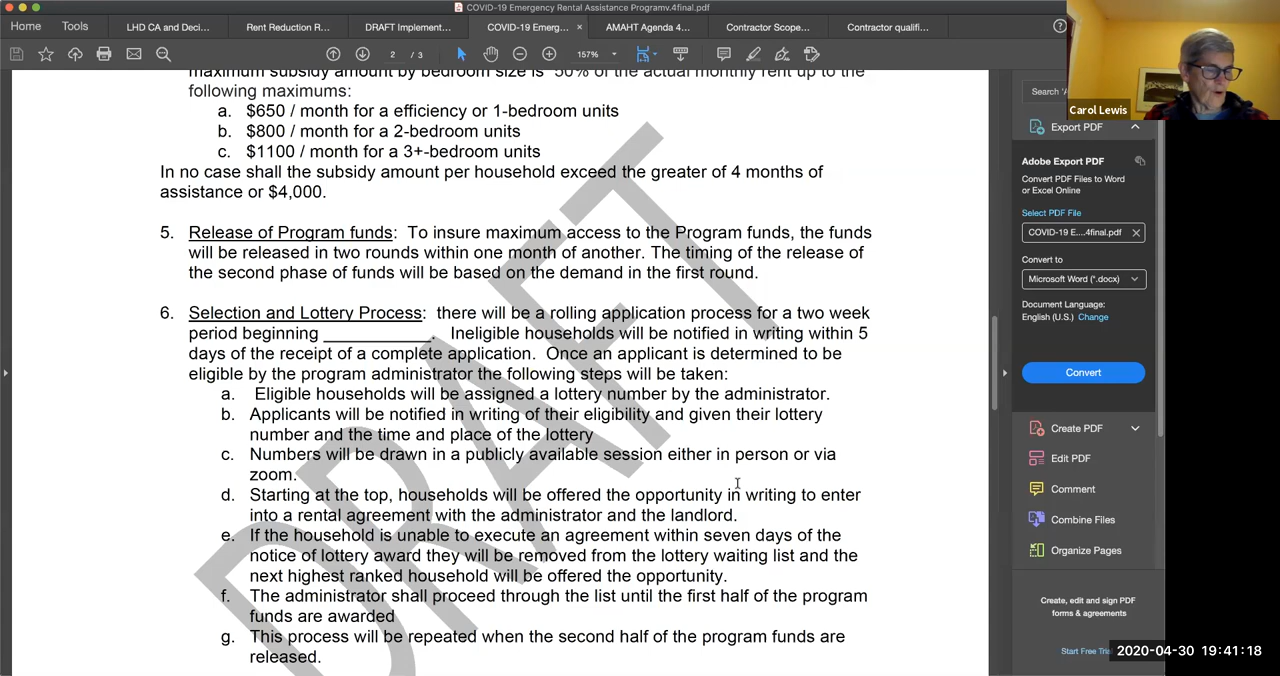 COVID-19 Emergency Rental Assistance Programv.4final.pdf
Home Tools LHD CA and Deci... Rent Reduction R... DRAFT Implement... COVID-19 Emerg... × AMAHT Agenda 4... Contractor Scope... Contractor qualifi...
2 / 3 157%
maximum subsidy amount by bedroom size is 50% of the actual monthly rent up to the
following maximums:
a. $650 / month for a efficiency or 1-bedroom units
b. $800 / month for a 2-bedroom units
c. $1100 / month for a 3+-bedroom units
In no case shall the subsidy amount per household exceed the greater of 4 months of
assistance or $4,000.
5. Release of Program funds: To insure maximum access to the Program funds, the funds
will be released in two rounds within one month of another. The timing of the release of
the second phase of funds will be based on the demand in the first round.
6. Selection and Lottery Process: there will be a rolling application process for a two week
period beginning __________. Ineligible households will be notified in writing within 5
days of the receipt of a complete application. Once an applicant is determined to be
eligible by the program administrator the following steps will be taken:
a. Eligible households will be assigned a lottery number by the administrator.
b. Applicants will be notified in writing of their eligibility and given their lottery
number and the time and place of the lottery
c. Numbers will be drawn in a publicly available session either in person or via
zoom.
d. Starting at the top, households will be offered the opportunity in writing to enter
into a rental agreement with the administrator and the landlord.
e. If the household is unable to execute an agreement within seven days of the
notice of lottery award they will be removed from the lottery waiting list and the
next highest ranked household will be offered the opportunity.
f. The administrator shall proceed through the list until the first half of the program
funds are awarded
g. This process will be repeated when the second half of the program funds are
released.
DRAFT
Search 'A
Carol Lewis
Export PDF
Adobe Export PDF
Convert PDF Files to Word
or Excel Online
Select PDF File
COVID-19 E....4final.pdf ×
Convert to
Microsoft Word (*.docx)
Document Language:
English (U.S.) Change
Convert
Create PDF
Edit PDF
Comment
Combine Files
Organize Pages
Create, edit and sign PDF
forms & agreements
Start Free Trial
2020-04-30 19:41:18